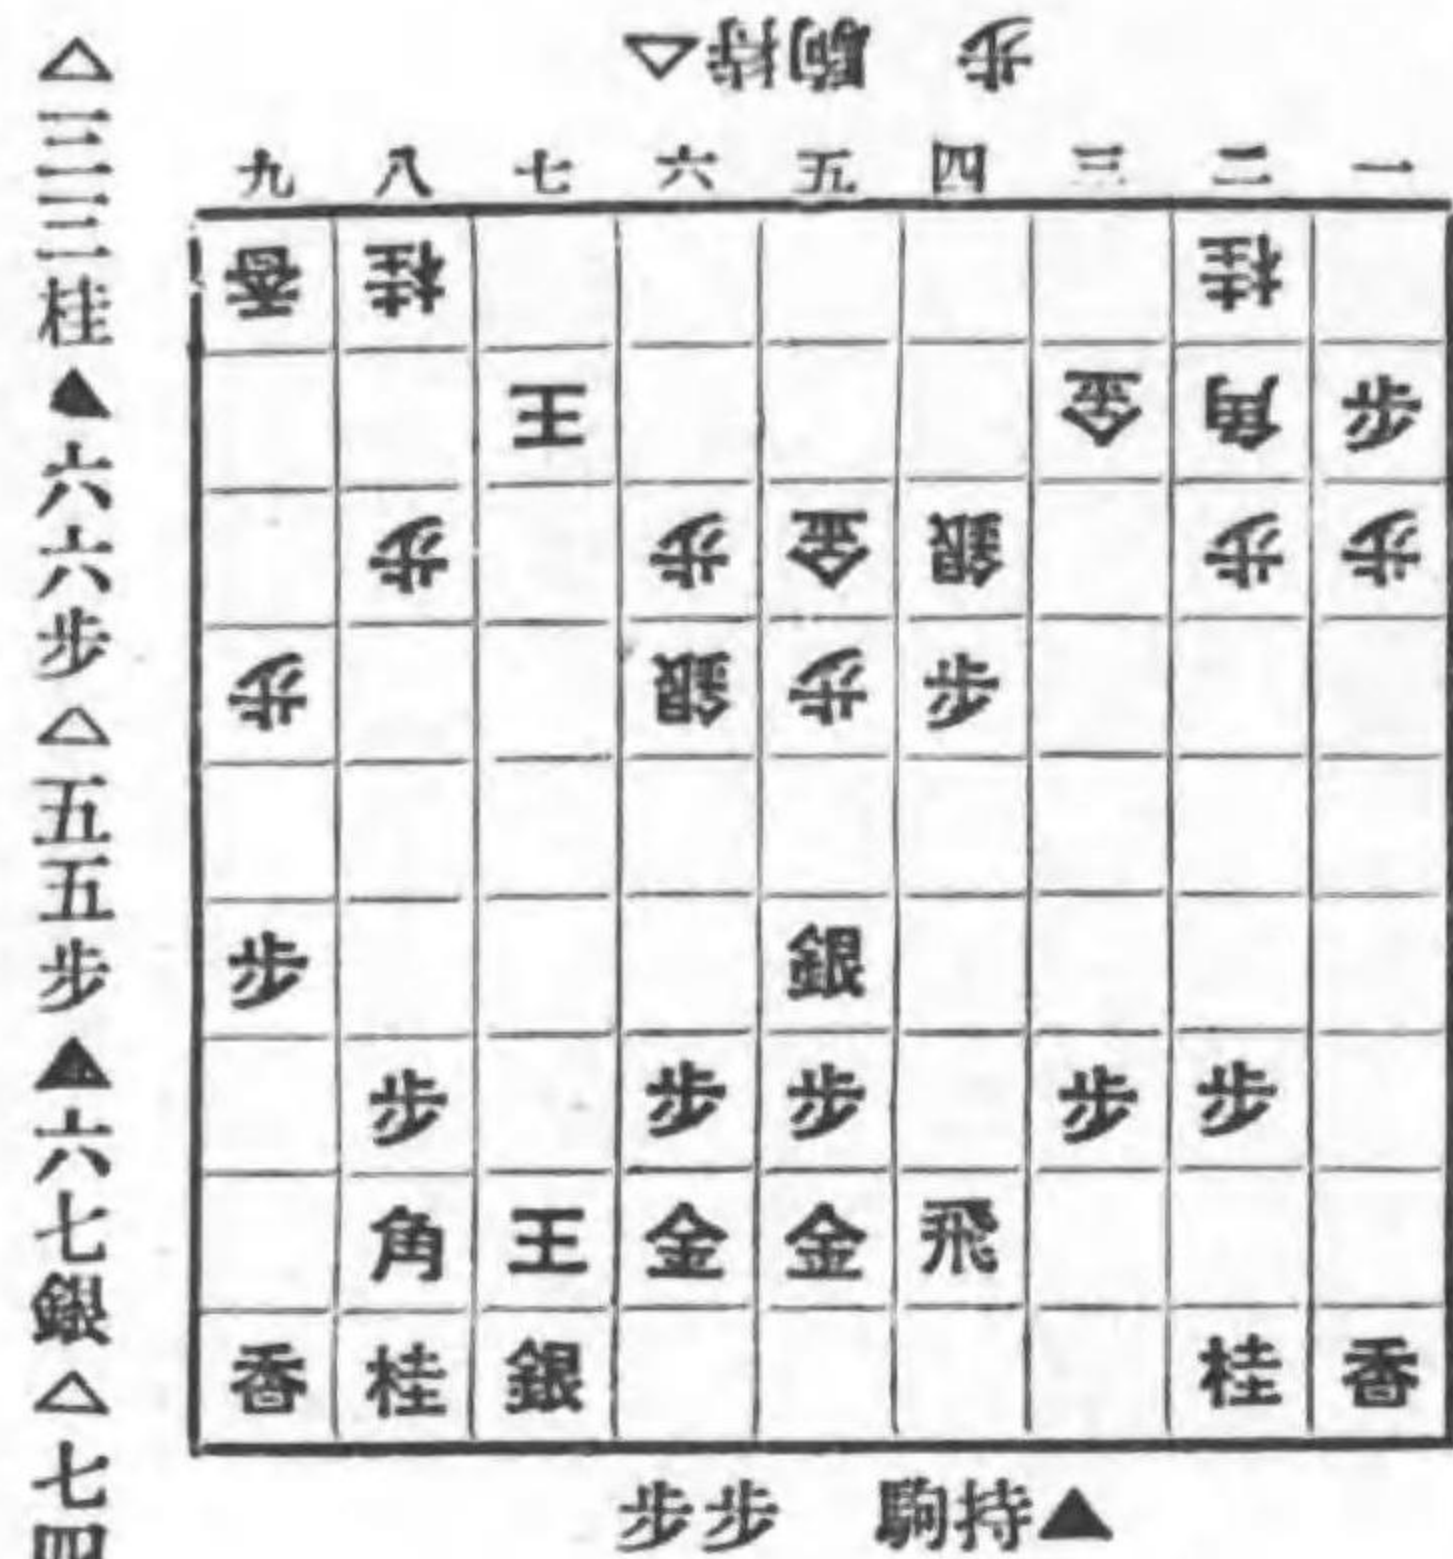 △三三桂▲六六歩△五五歩▲六七銀△七四
△持駒 歩
九 八 七 六 五 四 三 二 一
香 桂 桂
王 金 角 歩
歩 歩 金 銀 歩 歩
歩 銀 歩 歩
歩 銀
歩 歩 歩 歩 歩
角 王 金 金 飛
香 桂 銀 桂 香
歩歩 駒持▲